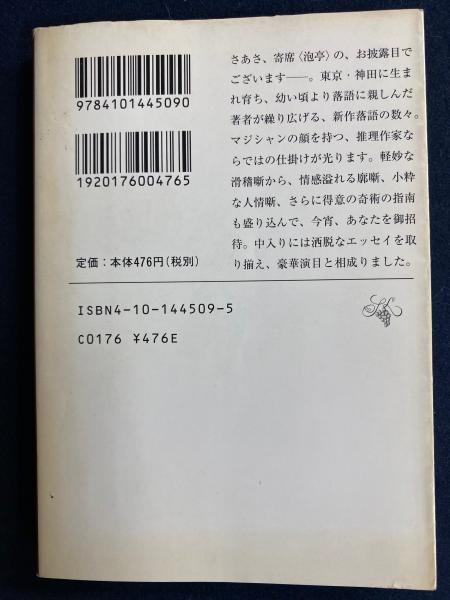 9784101445090
1920176004765
定価：本体476円（税別）
さあさ、寄席〈泡亭〉の、お披露目で
ございます――。東京・神田に生ま
れ育ち、幼い頃より落語に親しんだ
著者が繰り広げる、新作落語の数々。
マジシャンの顔を持つ、推理作家な
らではの仕掛けが光ります。軽妙な
滑稽噺から、情感溢れる廓噺、小粋
な人情噺、さらに得意の奇術の指南
も盛り込んで、今宵、あなたを御招
待。中入りには洒脱なエッセイを取
り揃え、豪華演目と相成りました。
ISBN4-10-144509-5
C0176 ¥476E